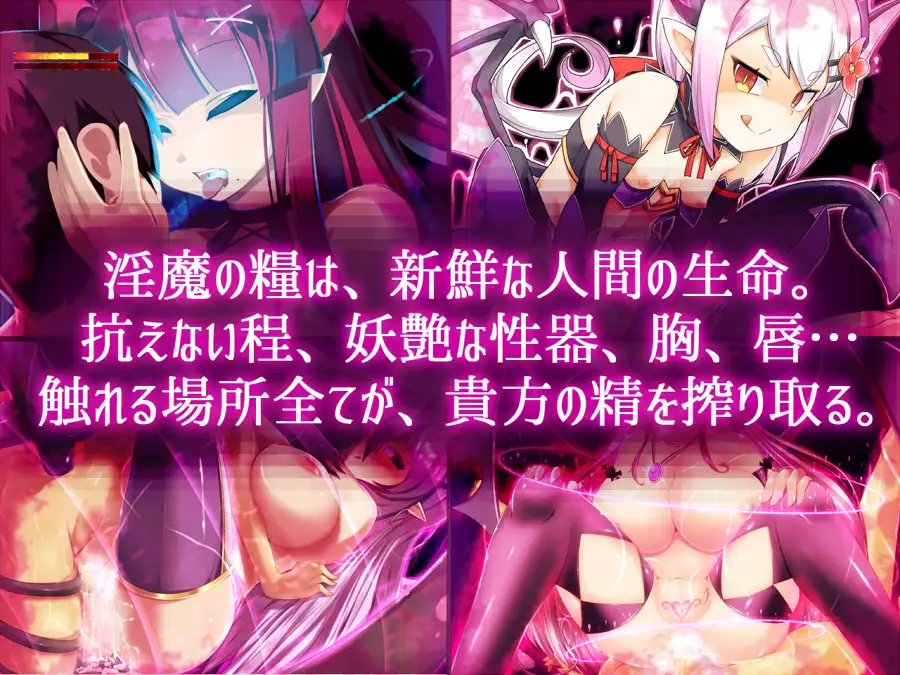 淫魔の糧は、新鮮な人間の生命。
抗えない程、妖艶な性器、胸、唇…
触れる場所全てが、貴方の精を搾り取る。